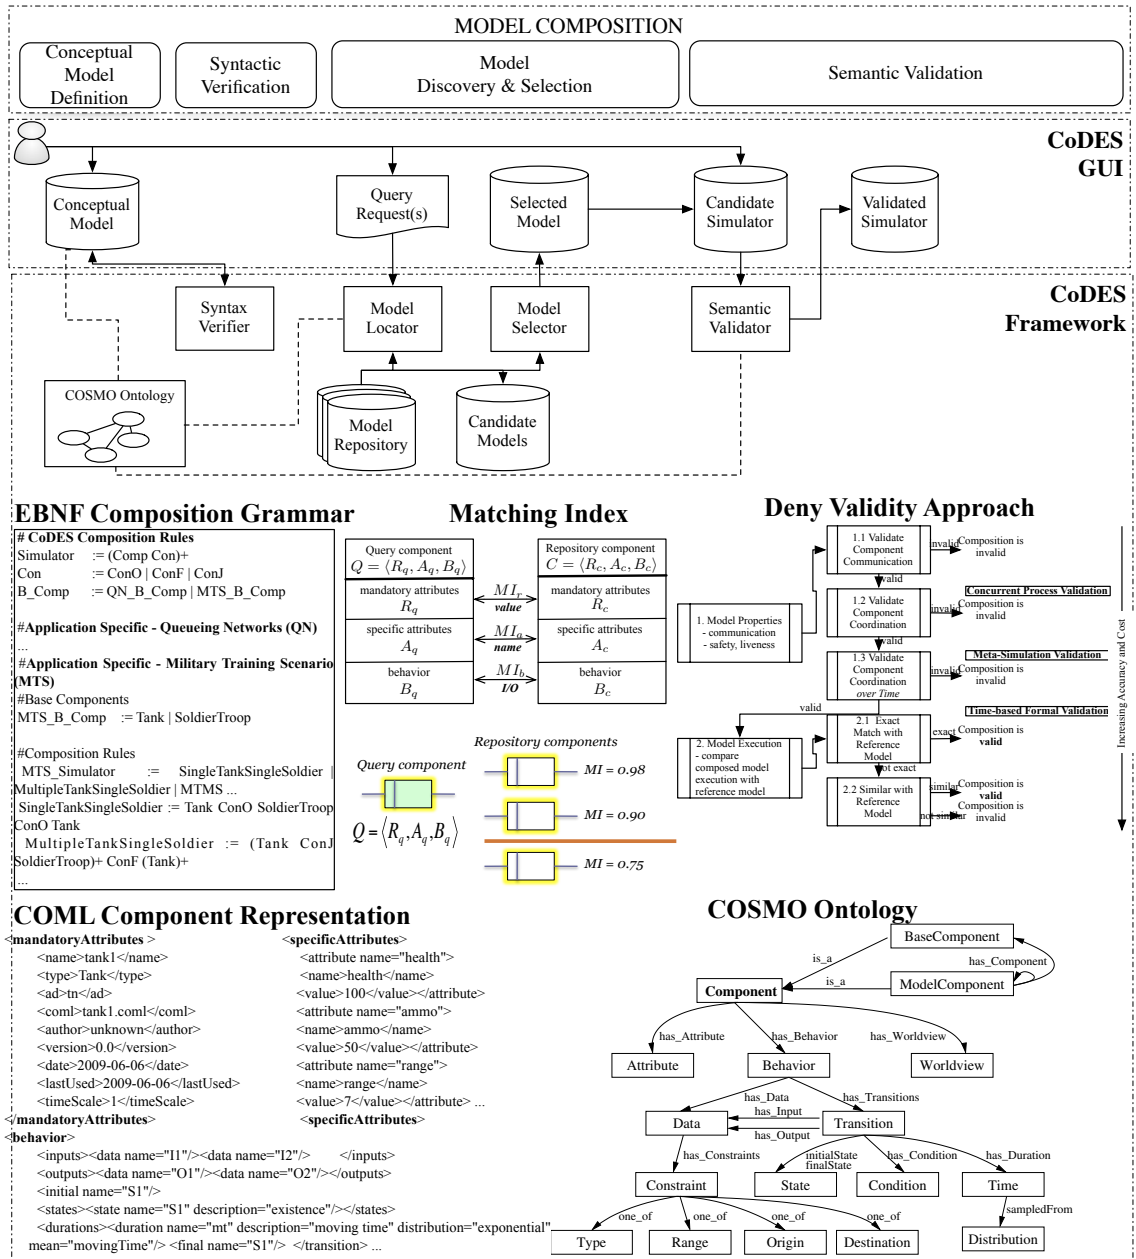 MODEL COMPOSITION
Conceptual
Model
Definition
Syntactic
Verification
Model
Discovery & Selection
Semantic Validation
CoDES
GUI
Conceptual
Model
Query
Request(s)
Selected
Model
Candidate
Simulator
Validated
Simulator
CoDES
Framework
Syntax
Verifier
Model
Locator
Model
Selector
Semantic
Validator
COSMO Ontology
Model
Repository
Candidate
Models
EBNF Composition Grammar
# CoDES Composition Rules
Simulator := (Comp Con)+
Con := ConO | ConF | ConJ
B_Comp := QN_B_Comp | MTS_B_Comp
#Application Specific - Queueing Networks (QN)
...
#Application Specific - Military Training Scenario
(MTS)
#Base Components
MTS_B_Comp := Tank | SoldierTroop
#Composition Rules
MTS_Simulator := SingleTankSingleSoldier |
MultipleTankSingleSoldier | MTMS ...
SingleTankSingleSoldier := Tank ConO SoldierTroop
ConO Tank
MultipleTankSingleSoldier := (Tank ConJ
SoldierTroop)+ ConF (Tank)+
...
Matching Index
Query component
Q = ⟨R_q, A_q, B_q⟩
Repository component
C = ⟨R_c, A_c, B_c⟩
mandatory attributes
R_q
MI_r
value
mandatory attributes
R_c
specific attributes
A_q
MI_a
name
specific attributes
A_c
behavior
B_q
MI_b
I/O
behavior
B_c
Repository components
Query component
Q = ⟨R_q, A_q, B_q⟩
MI = 0.98
MI = 0.90
MI = 0.75
Deny Validity Approach
1. Model Properties
- communication
- safety, liveness
1.1 Validate
Component
Communication
invalid
Composition is
invalid
valid
Concurrent Process Validation
1.2 Validate
Component
Coordination
invalid
Composition is
invalid
valid
Meta-Simulation Validation
1.3 Validate
Component
Coordination
over Time
invalid
Composition is
invalid
valid
Time-based Formal Validation
2. Model Execution
- compare
composed model
execution with
reference model
2.1 Exact
Match with
Reference
Model
exact
Composition is
valid
not exact
2.2 Similar with
Reference
Model
similar
Composition is
valid
not similar
Composition is
invalid
Increasing Accuracy and Cost
COML Component Representation
<mandatoryAttributes >
<name>tank1</name>
<type>Tank</type>
<ad>tn</ad>
<coml>tank1.coml</coml>
<author>unknown</author>
<version>0.0</version>
<date>2009-06-06</date>
<lastUsed>2009-06-06</lastUsed>
<timeScale>1</timeScale>
</mandatoryAttributes>
<specificAttributes>
<attribute name="health">
<name>health</name>
<value>100</value></attribute>
<attribute name="ammo">
<name>ammo</name>
<value>50</value></attribute>
<attribute name="range">
<name>range</name>
<value>7</value></attribute> ...
<specificAttributes>
<behavior>
<inputs><data name="I1"/><data name="I2"/> </inputs>
<outputs><data name="O1"/><data name="O2"/></outputs>
<initial name="S1"/>
<states><state name="S1" description="existence"/></states>
<durations><duration name="mt" description="moving time" distribution="exponential"
mean="movingTime"/> <final name="S1"/> </transition> ...
COSMO Ontology
BaseComponent
is_a
has_Component
is_a
ModelComponent
Component
has_Attribute
has_Behavior
has_Worldview
Attribute
Behavior
Worldview
has_Data
has_Transitions
Data
has_Input
has_Output
Transition
has_Constraints
initialState
finalState
has_Condition
has_Duration
Constraint
State
Condition
Time
one_of
one_of
one_of
one_of
sampledFrom
Type
Range
Origin
Destination
Distribution